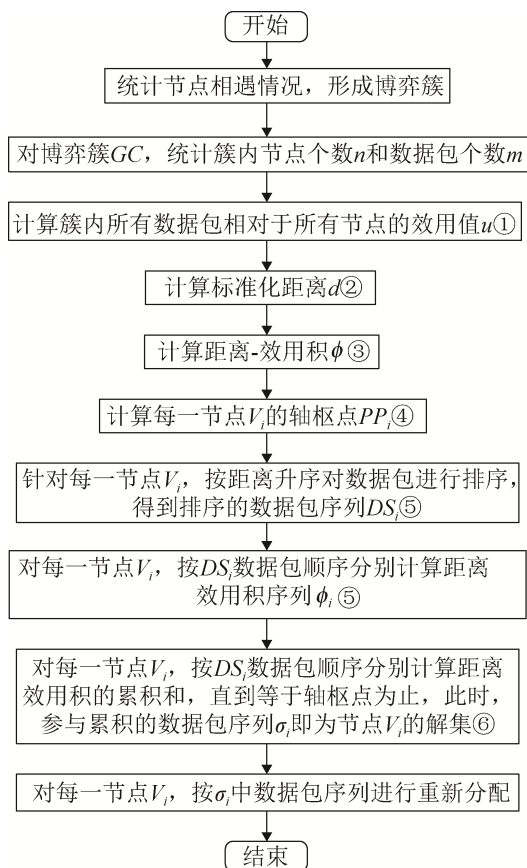 开始
统计节点相遇情况，形成博弈簇
对博弈簇GC，统计簇内节点个数n和数据包个数m
计算簇内所有数据包相对于所有节点的效用值u①
计算标准化距离d②
计算距离-效用积ϕ③
计算每一节点Vi的轴枢点PPi④
针对每一节点Vi，按距离升序对数据包进行排序，
得到排序的数据包序列DSi⑤
对每一节点Vi，按DSi数据包顺序分别计算距离
效用积序列ϕi⑤
对每一节点Vi，按DSi数据包顺序分别计算距离
效用积的累积和，直到等于轴枢点为止，此时，
参与累积的数据包序列σi即为节点Vi的解集⑥
对每一节点Vi，按σi中数据包序列进行重新分配
结束